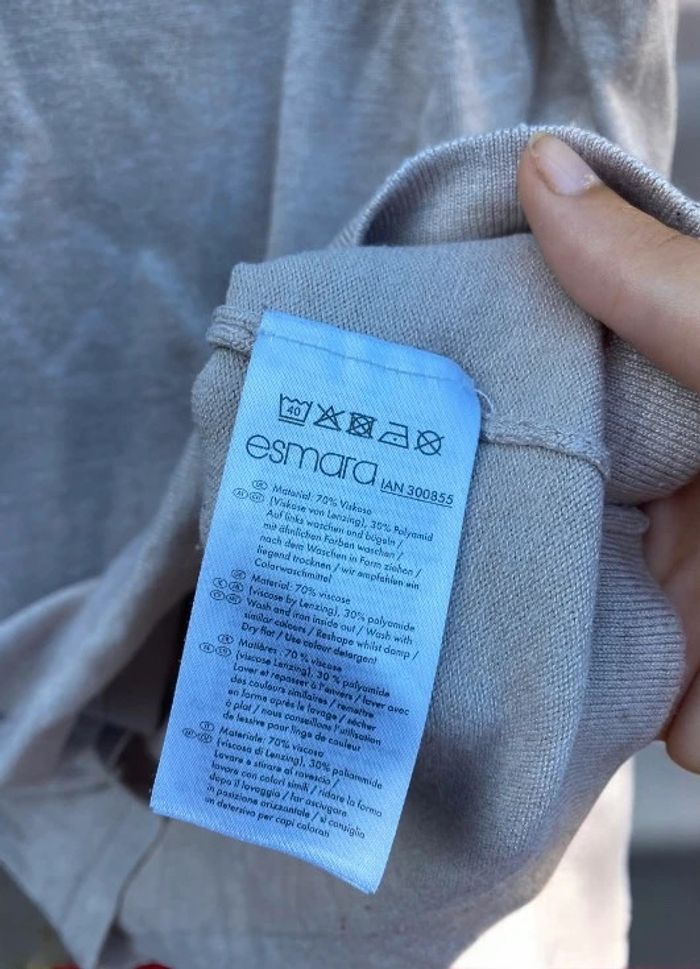 40
esmara IAN 300855
DE Material: 70% Viskose
AT CH (Viskose von Lenzing), 30% Polyamid
Auf links waschen und bügeln /
mit ähnlichen Farben waschen /
nach dem Waschen in Form ziehen /
liegend trocknen / wir empfehlen ein
Colorwaschmittel
Material: 70% viscose
(viscose by Lenzing), 30% polyamide
Wash and iron inside out / Wash with
similar colours / Reshape whilst damp /
Dry flat / Use colour detergent
FR Matières : 70 % viscose
(viscose Lenzing), 30 % polyamide
Laver et repasser à l'envers / laver avec
des couleurs similaires / remettre
en forme après le lavage / sécher
à plat / nous conseillons l'utilisation
de lessive pour linge de couleur
IT Materiale: 70% viscosa
(viscosa di Lenzing), 30% poliammide
Lavare e stirare al rovescio /
lavare con colori simili / ridare la forma
dopo il lavaggio / far asciugare
in posizione orizzontale / si consiglia
un detersivo per capi colorati